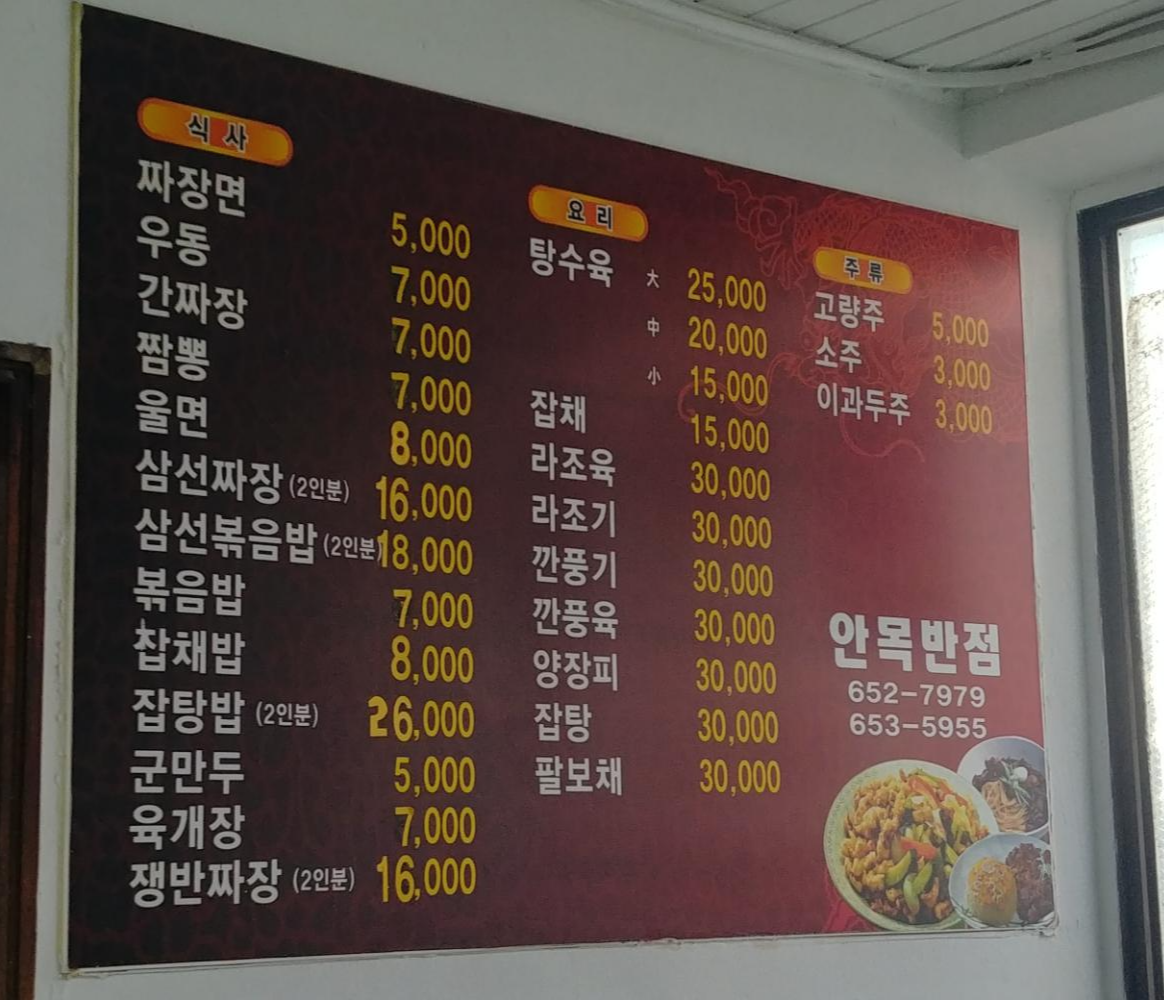 식사
짜장면 5,000
우동 7,000
간짜장 7,000
짬뽕 7,000
울면 8,000
삼선짜장 (2인분) 16,000
삼선볶음밥 (2인분) 18,000
볶음밥 7,000
잡채밥 8,000
잡탕밥 (2인분) 26,000
군만두 5,000
육개장 7,000
쟁반짜장 (2인분) 16,000
요리
탕수육 大 25,000
中 20,000
小 15,000
잡채 15,000
라조육 30,000
라조기 30,000
깐풍기 30,000
깐풍육 30,000
양장피 30,000
잡탕 30,000
팔보채 30,000
주류
고량주 5,000
소주 3,000
이과두주 3,000
안목반점
652-7979
653-5955